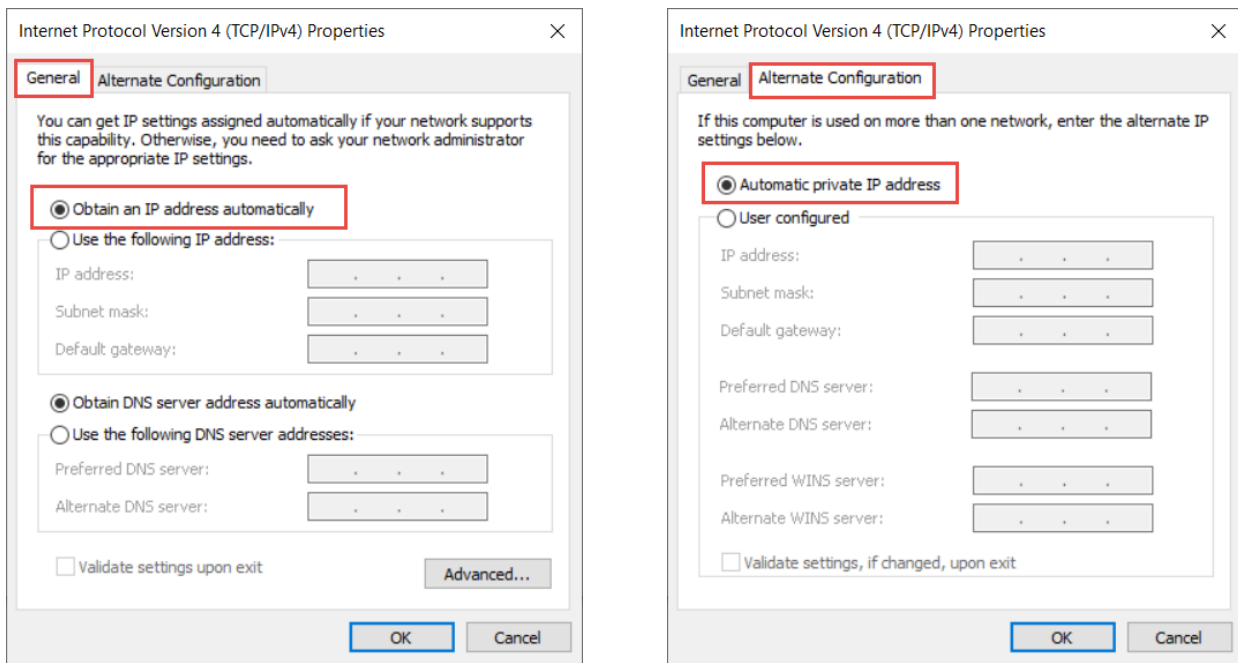 Internet Protocol Version 4 (TCP/IPv4) Properties
General
Alternate Configuration
You can get IP settings assigned automatically if your network supports
this capability. Otherwise, you need to ask your network administrator
for the appropriate IP settings.
Obtain an IP address automatically
Use the following IP address:
IP address:
Subnet mask:
Default gateway:
Obtain DNS server address automatically
Use the following DNS server addresses:
Preferred DNS server:
Alternate DNS server:
Validate settings upon exit
Advanced...
OK
Cancel
Internet Protocol Version 4 (TCP/IPv4) Properties
General
Alternate Configuration
If this computer is used on more than one network, enter the alternate IP
settings below.
Automatic private IP address
User configured
IP address:
Subnet mask:
Default gateway:
Preferred DNS server:
Alternate DNS server:
Preferred WINS server:
Alternate WINS server:
Validate settings, if changed, upon exit
OK
Cancel